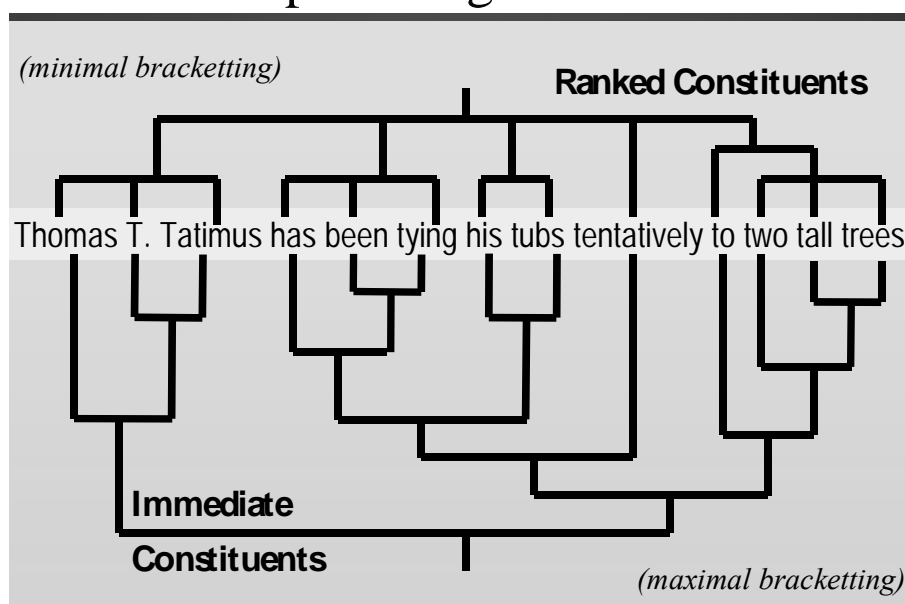 (minimal bracketting)
Ranked Constituents
Thomas T. Tatimus has been tying his tubs tentatively to two tall trees
Immediate
Constituents
(maximal bracketting)